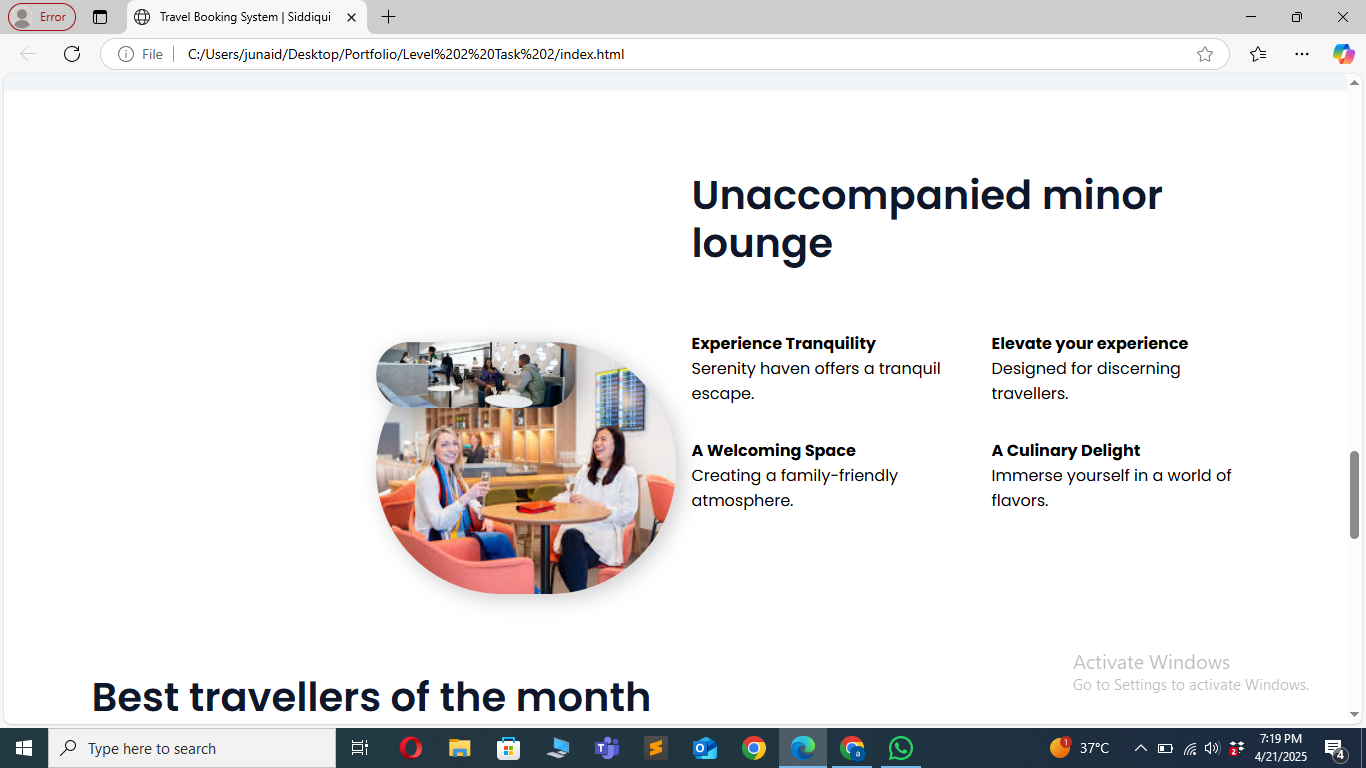 Error
Travel Booking System | Siddiqui
File
C:/Users/junaid/Desktop/Portfolio/Level%202%20Task%202/index.html
Unaccompanied minor
lounge
Experience Tranquility
Serenity haven offers a tranquil
escape.
Elevate your experience
Designed for discerning
travellers.
A Welcoming Space
Creating a family-friendly
atmosphere.
A Culinary Delight
Immerse yourself in a world of
flavors.
Best travellers of the month
Activate Windows
Go to Settings to activate Windows.
Type here to search
1
37°C
2
7:19 PM
4/21/2025
4